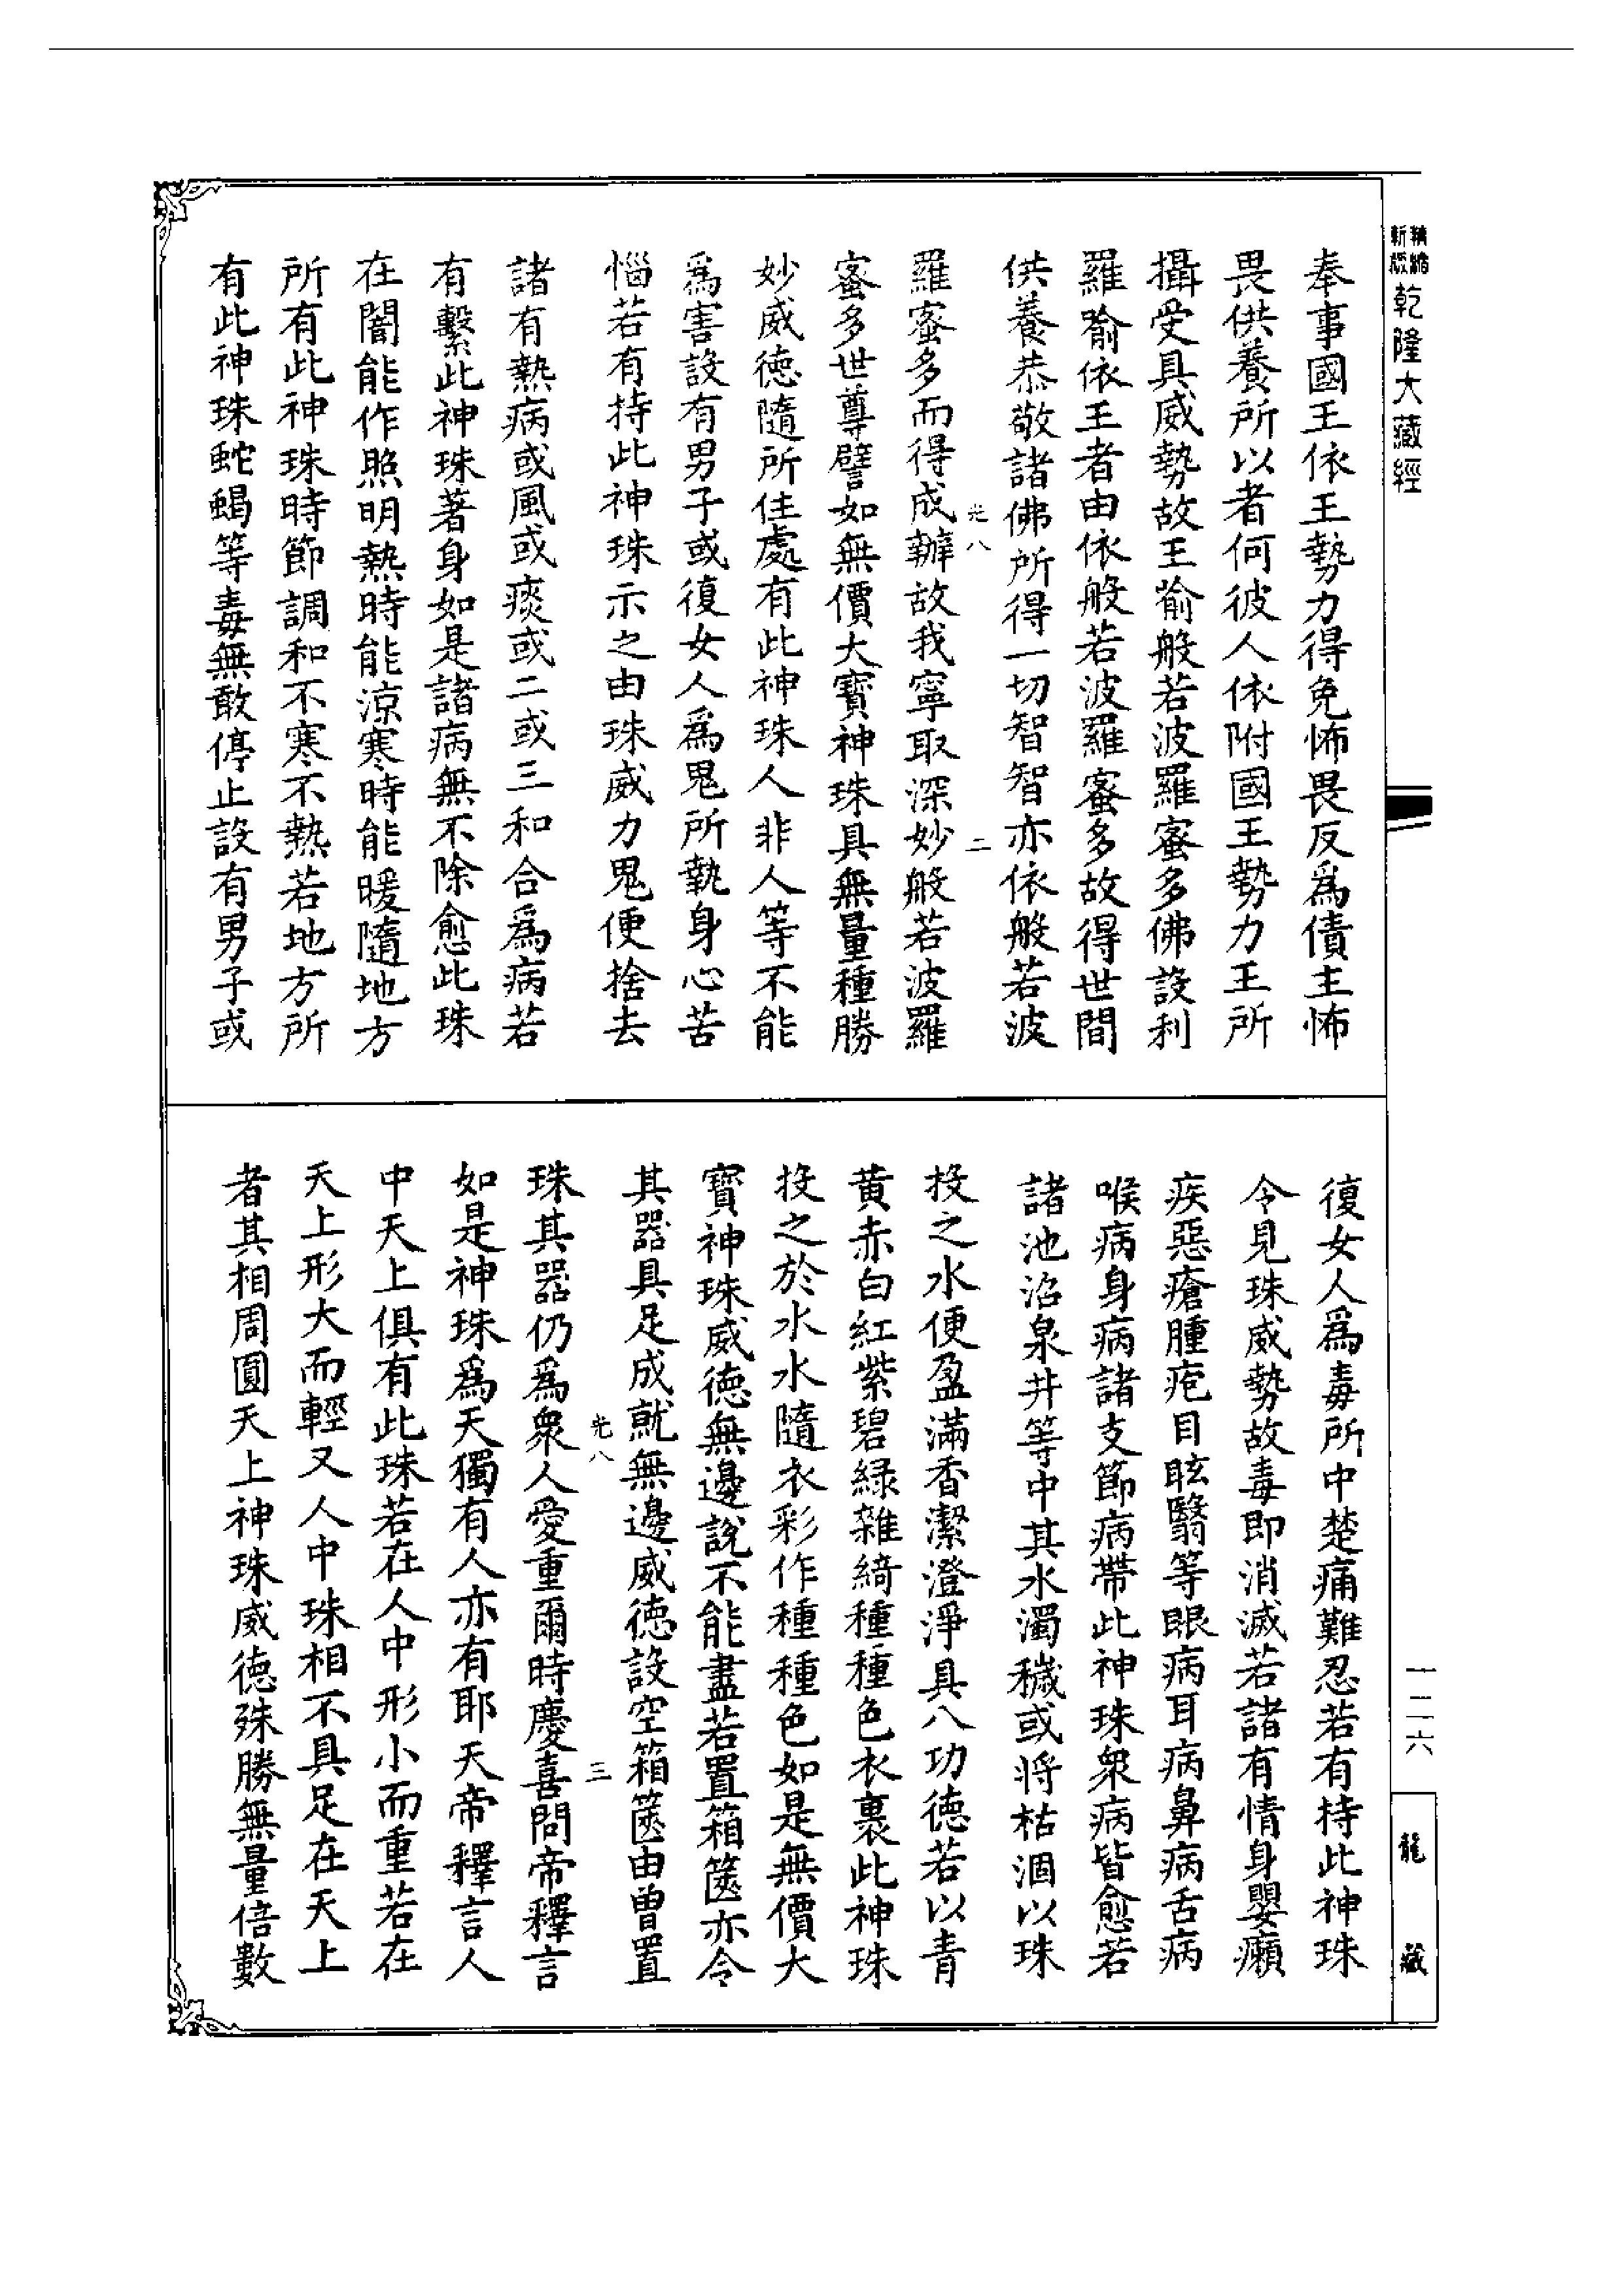 精縮
新版
乾隆大藏經
奉事國王依王勢力得免怖畏反爲債主怖
畏供養所以者何彼人依附國王勢力王所
攝受具威勢故王喻般若波羅蜜多佛設利
羅喻依王者由依般若波羅蜜多故得世間
供養恭敬諸佛所得一切智智亦依般若波
光八 二
羅蜜多而得成辦故我寧取深妙般若波羅
蜜多世尊譬如無價大寶神珠具無量種勝
妙威德隨所住處有此神珠人非人等不能
爲害設有男子或復女人爲鬼所執身心苦
惱若有持此神珠示之由珠威力鬼便捨去
諸有熱病或風或痰或二或三和合爲病若
有繫此神珠著身如是諸病無不除愈此珠
在闇能作照明熱時能涼寒時能暖隨地方
所有此神珠時節調和不寒不熱若地方所
有此神珠蛇蝎等毒無敢停止設有男子或
復女人爲毒所中楚痛難忍若有持此神珠
令見珠威勢故毒即消滅若諸有情身嬰癩
疾惡瘡腫疱目眩翳等眼病耳病鼻病舌病
喉病身病諸支節病帶此神珠衆病皆愈若
諸池沼泉井等中其水濁穢或將枯涸以珠
投之水便盈滿香潔澄淨具八功德若以青
黄赤白紅紫碧緑雜綺種種色衣裹此神珠
投之於水水隨衣彩作種種色如是無價大
寶神珠威德無邊說不能盡若置箱篋亦令
其器具足成就無邊威德設空箱篋由曾置
光八 三
珠其器仍爲衆人愛重爾時慶喜問帝釋言
如是神珠爲天獨有人亦有耶天帝釋言人
中天上俱有此珠若在人中形小而重若在
天上形大而輕又人中珠相不具足在天上
者其相周圓天上神珠威德殊勝無量倍數
一二六
龍藏